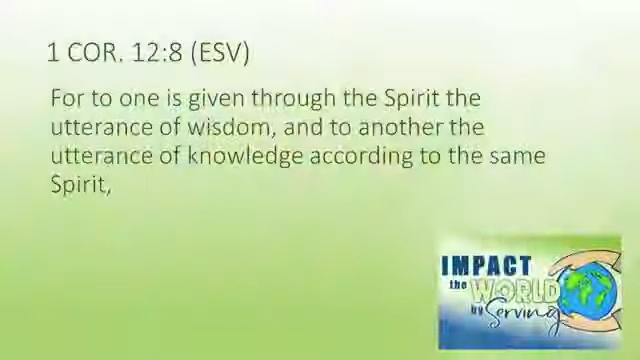 1 COR. 12:8 (ESV)
For to one is given through the Spirit the
utterance of wisdom, and to another the
utterance of knowledge according to the same
Spirit,
IMPACT
the WORLD
by Serving